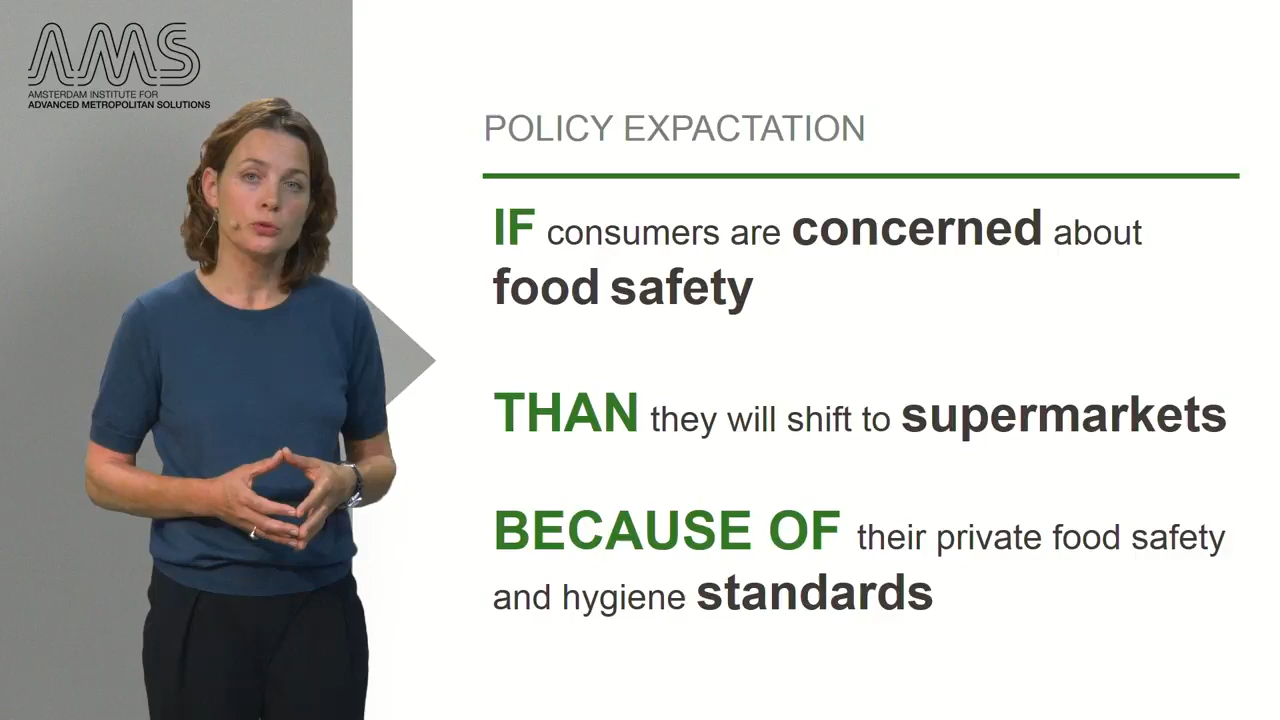 AMS
AMSTERDAM INSTITUTE FOR
ADVANCED METROPOLITAN SOLUTIONS
POLICY EXPACTATION
IF consumers are concerned about
food safety
THAN they will shift to supermarkets
BECAUSE OF their private food safety
and hygiene standards